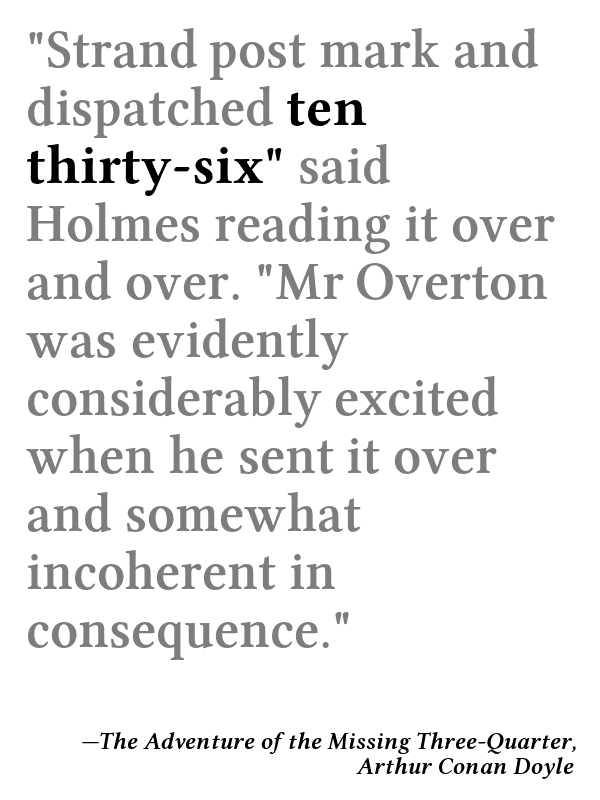 "Strand post mark and
dispatched ten
thirty-six" said
Holmes reading it over
and over. "Mr Overton
was evidently
considerably excited
when he sent it over
and somewhat
incoherent in
consequence."
—The Adventure of the Missing Three-Quarter,
Arthur Conan Doyle